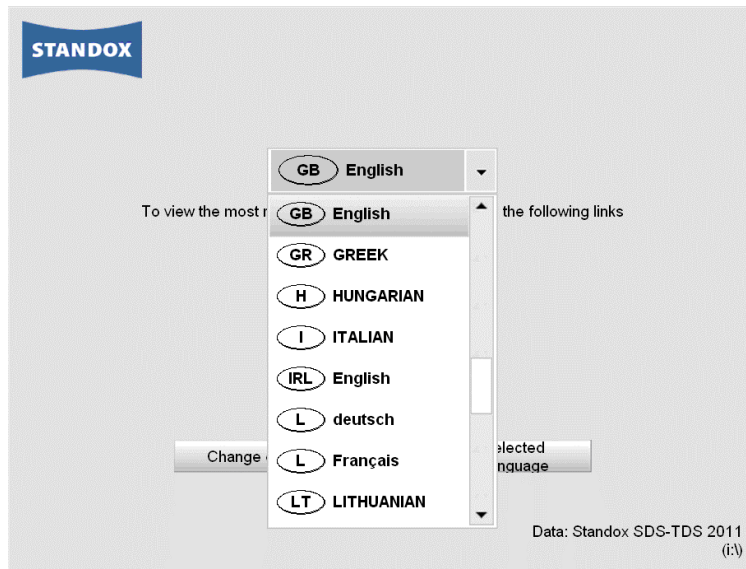 STANDOX
GB English
To view the most r
the following links
GB English
GR GREEK
H HUNGARIAN
I ITALIAN
IRL English
L deutsch
L Français
LT LITHUANIAN
Change
elected
nguage
Data: Standox SDS-TDS 2011
(i:\)